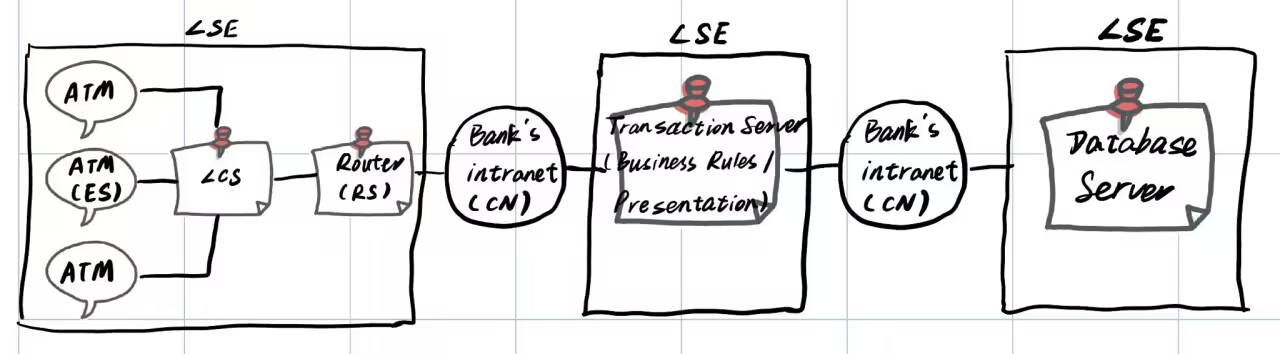 LSE
ATM
ATM
(ES)
ATM
LCS
Router
(RS)
Bank's
intranet
(CN)
LSE
Transaction Server
(Business Rules /
Presentation)
Bank's
intranet
(CN)
LSE
Database
Server